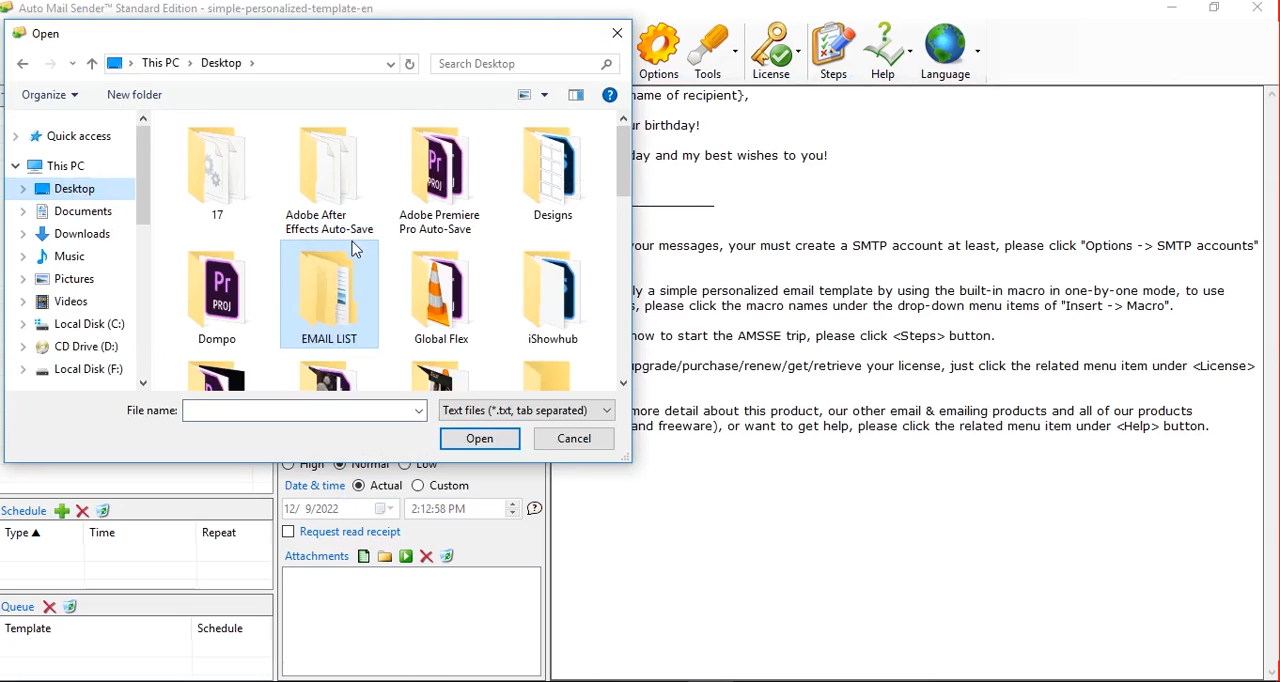 Auto Mail Sender™ Standard Edition - simple-personalized-template-en
Open
This PC > Desktop >
Search Desktop
Organize
New folder
Quick access
This PC
Desktop
Documents
Downloads
Music
Pictures
Videos
Local Disk (C:)
CD Drive (D:)
Local Disk (F:)
17
Adobe After
Effects Auto-Save
Adobe Premiere
Pro Auto-Save
Designs
Dompo
EMAIL LIST
Global Flex
iShowhub
File name:
Text files (*.txt, tab separated)
Open
Cancel
Options
Tools
License
Steps
Help
Language
name of recipient},
ur birthday!
day and my best wishes to you!
your messages, your must create a SMTP account at least, please click "Options -> SMTP accounts"
ly a simple personalized email template by using the built-in macro in one-by-one mode, to use
s, please click the macro names under the drop-down menu items of "Insert -> Macro".
how to start the AMSSE trip, please click <Steps> button.
upgrade/purchase/renew/get/retrieve your license, just click the related menu item under <License>
more detail about this product, our other email & emailing products and all of our products
and freeware), or want to get help, please click the related menu item under <Help> button.
High
Normal
Low
Date & time
Actual
Custom
12/ 9/2022
2:12:58 PM
Request read receipt
Attachments
Schedule
Type
Time
Repeat
Queue
Template
Schedule